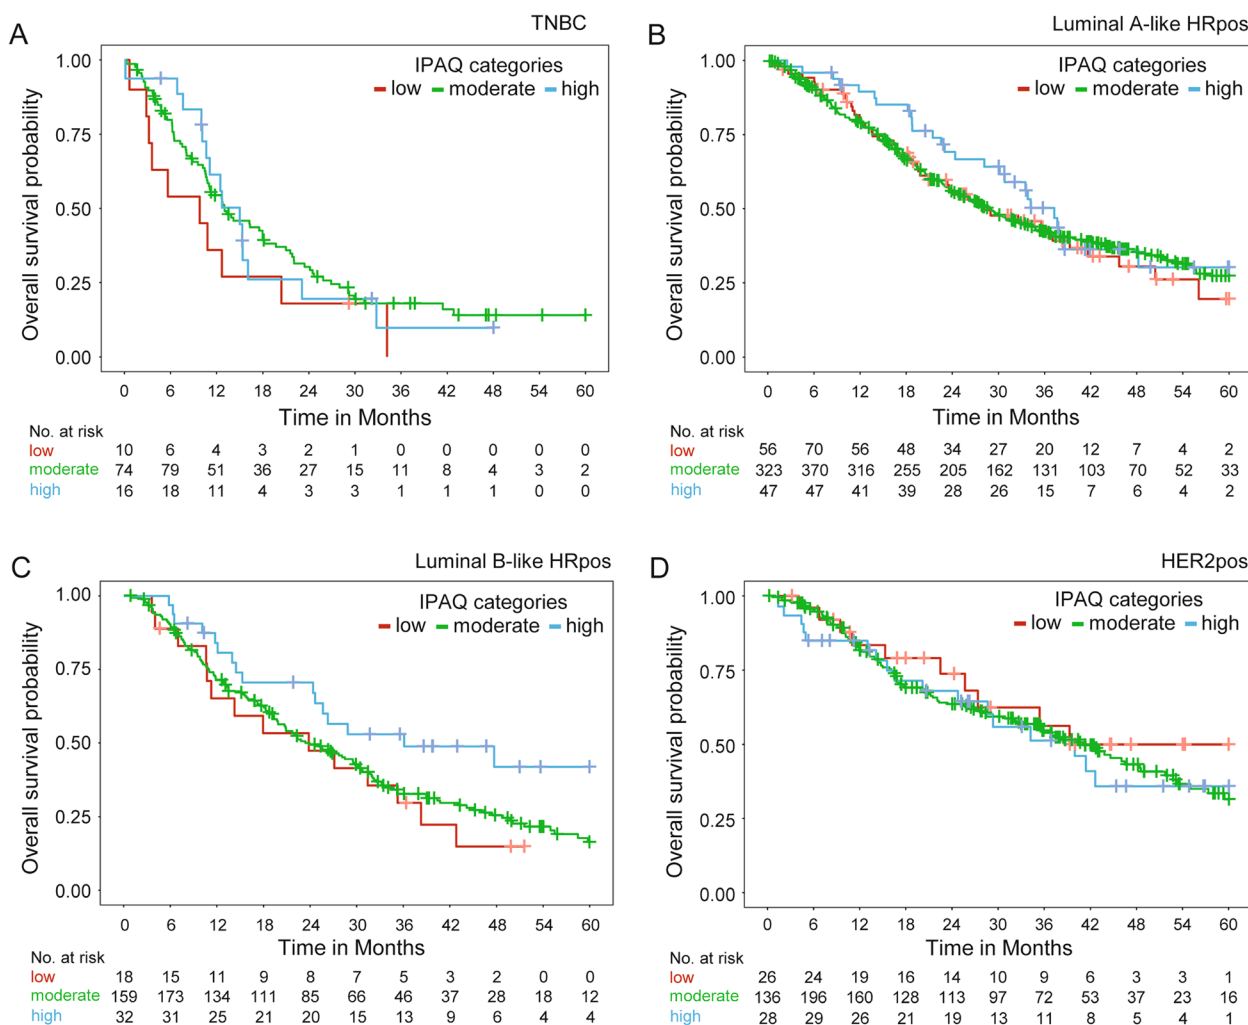 A
TNBC
IPAQ categories
low moderate high
Overall survival probability
1.00
0.75
0.50
0.25
0.00
0 6 12 18 24 30 36 42 48 54 60
Time in Months
No. at risk
low 10 6 4 3 2 1 0 0 0 0 0
moderate 74 79 51 36 27 15 11 8 4 3 2
high 16 18 11 4 3 3 1 1 1 0 0
B
Luminal A-like HRpos
IPAQ categories
low moderate high
Overall survival probability
1.00
0.75
0.50
0.25
0.00
0 6 12 18 24 30 36 42 48 54 60
Time in Months
No. at risk
low 56 70 56 48 34 27 20 12 7 4 2
moderate 323 370 316 255 205 162 131 103 70 52 33
high 47 47 41 39 28 26 15 7 6 4 2
C
Luminal B-like HRpos
IPAQ categories
low moderate high
Overall survival probability
1.00
0.75
0.50
0.25
0.00
0 6 12 18 24 30 36 42 48 54 60
Time in Months
No. at risk
low 18 15 11 9 8 7 5 3 2 0 0
moderate 159 173 134 111 85 66 46 37 28 18 12
high 32 31 25 21 20 15 13 9 6 4 4
D
HER2pos
IPAQ categories
low moderate high
Overall survival probability
1.00
0.75
0.50
0.25
0.00
0 6 12 18 24 30 36 42 48 54 60
Time in Months
No. at risk
low 26 24 19 16 14 10 9 6 3 3 1
moderate 136 196 160 128 113 97 72 53 37 23 16
high 28 29 26 21 19 13 11 8 5 4 1